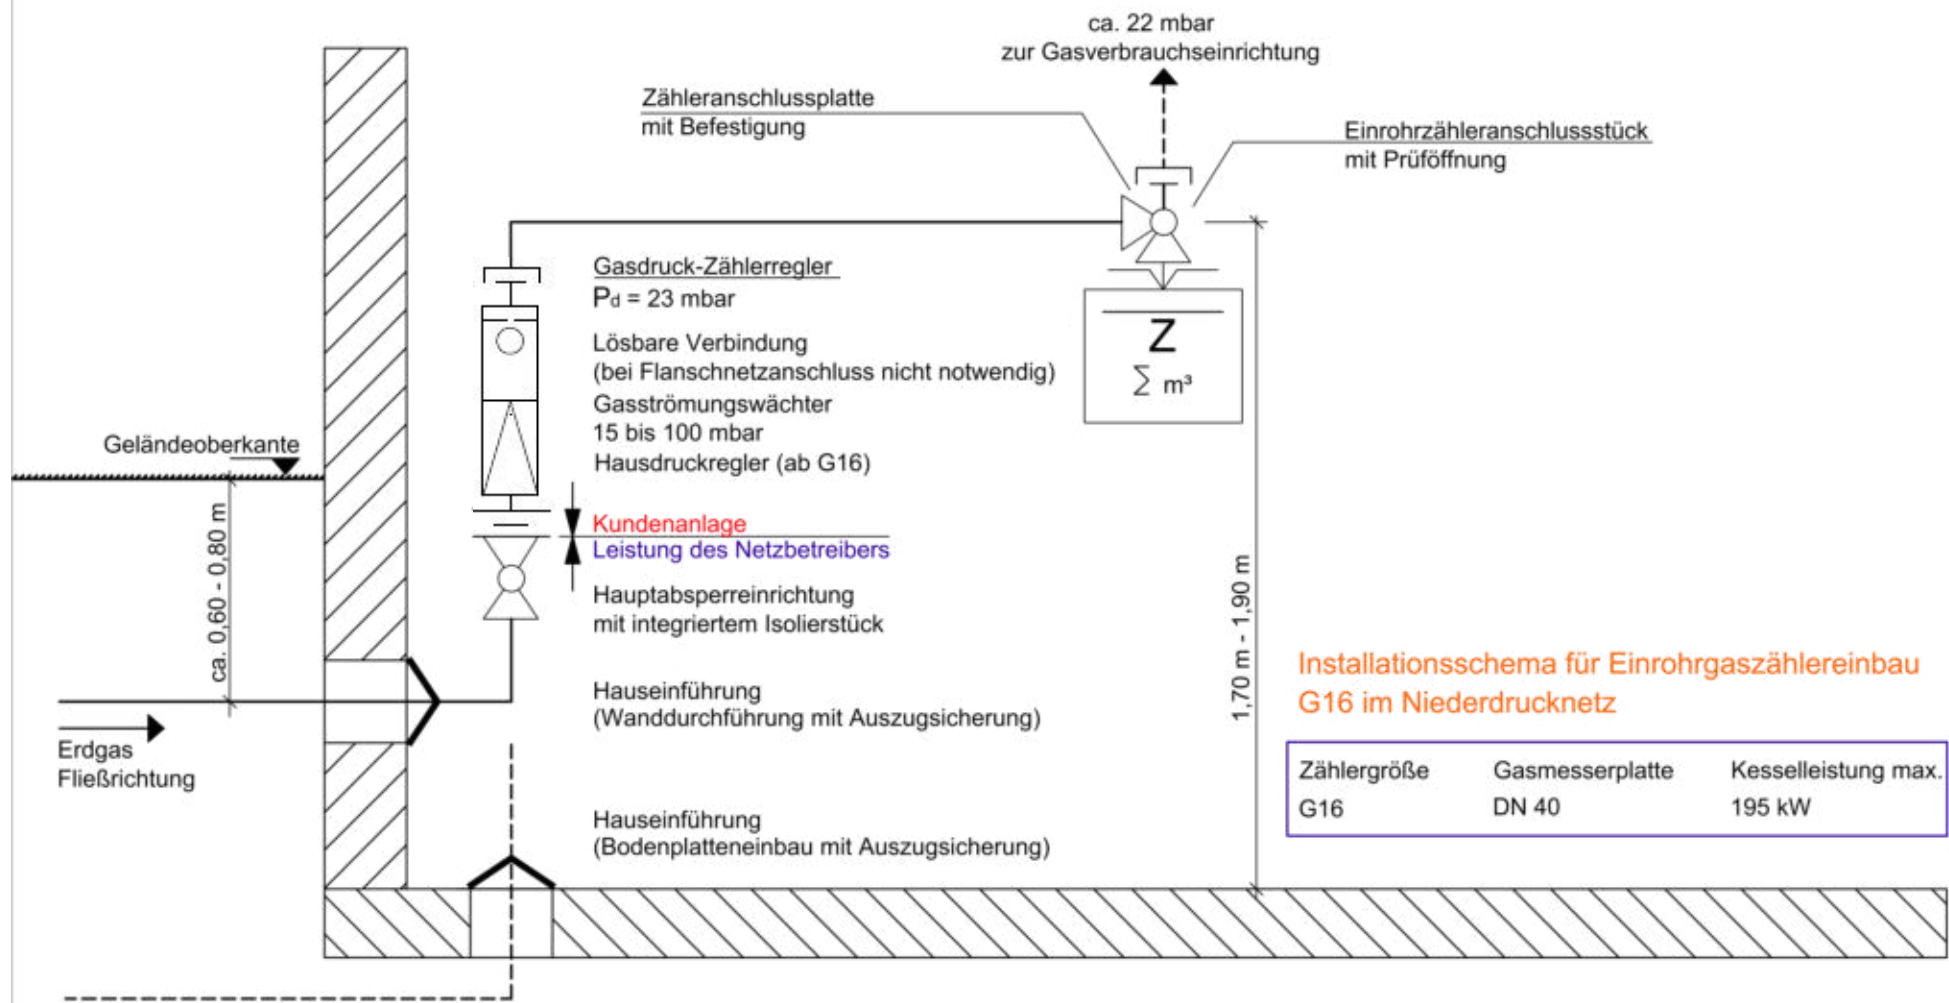 ca. 22 mbar
zur Gasverbrauchseinrichtung
Zähleranschlussplatte
mit Befestigung
Einrohrzähleranschlussstück
mit Prüföffnung
Gasdruck-Zählerregler
Pd = 23 mbar
Lösbare Verbindung
(bei Flanschnetzanschluss nicht notwendig)
Gasströmungswächter
15 bis 100 mbar
Hausdruckregler (ab G16)
Z
∑ m³
Geländeoberkante
ca. 0,60 - 0,80 m
Kundenanlage
Leistung des Netzbetreibers
Hauptabsperreinrichtung
mit integriertem Isolierstück
1,70 m - 1,90 m
Hauseinführung
(Wanddurchführung mit Auszugsicherung)
Erdgas
Fließrichtung
Hauseinführung
(Bodenplatteneinbau mit Auszugsicherung)
Installationsschema für Einrohrgaszählereinbau
G16 im Niederdrucknetz
Zählergröße Gasmesserplatte Kesselleistung max.
G16 DN 40 195 kW